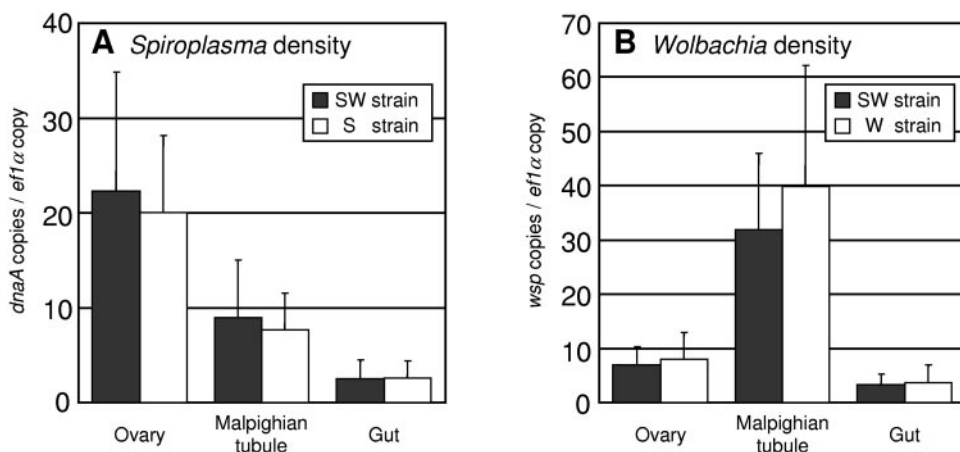 A Spiroplasma density
40
30
20
10
0
dnaA copies / ef1α copy
SW strain
S strain
Ovary
Malpighian
tubule
Gut
B Wolbachia density
70
60
50
40
30
20
10
0
wsp copies / ef1α copy
SW strain
W strain
Ovary
Malpighian
tubule
Gut